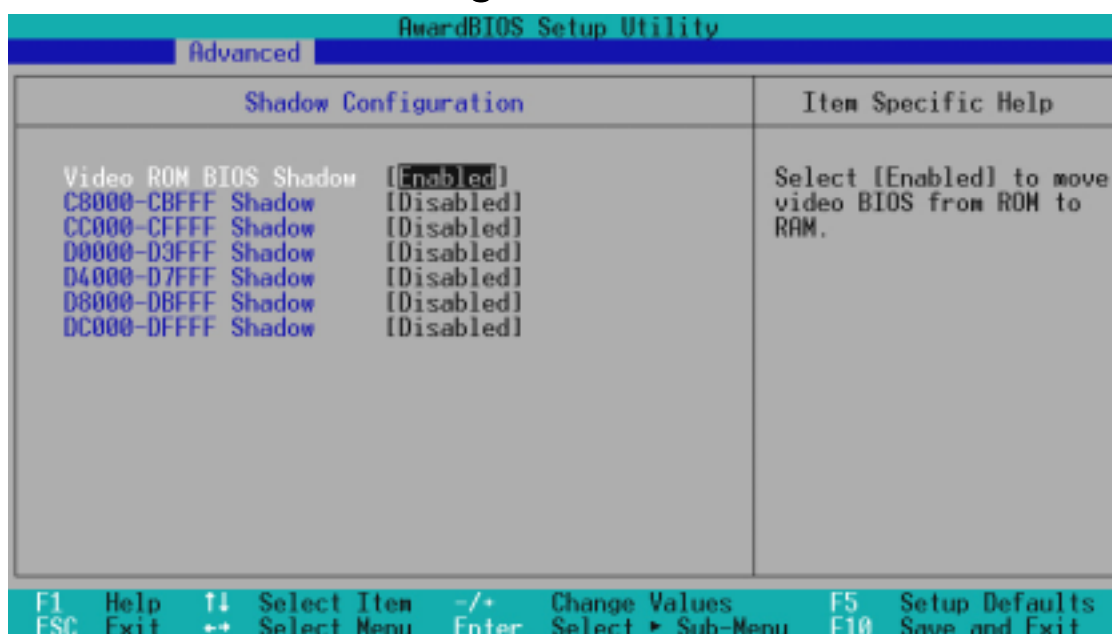 AwardBIOS Setup Utility
Advanced
Shadow Configuration
Item Specific Help
Video ROM BIOS Shadow [Enabled]
C8000-CBFFF Shadow [Disabled]
CC000-CFFFF Shadow [Disabled]
D0000-D3FFF Shadow [Disabled]
D4000-D7FFF Shadow [Disabled]
D8000-DBFFF Shadow [Disabled]
DC000-DFFFF Shadow [Disabled]
Select [Enabled] to move
video BIOS from ROM to
RAM.
F1 Help ↑↓ Select Item -/+ Change Values F5 Setup Defaults
ESC Exit ←→ Select Menu Enter Select ► Sub-Menu F10 Save and Exit